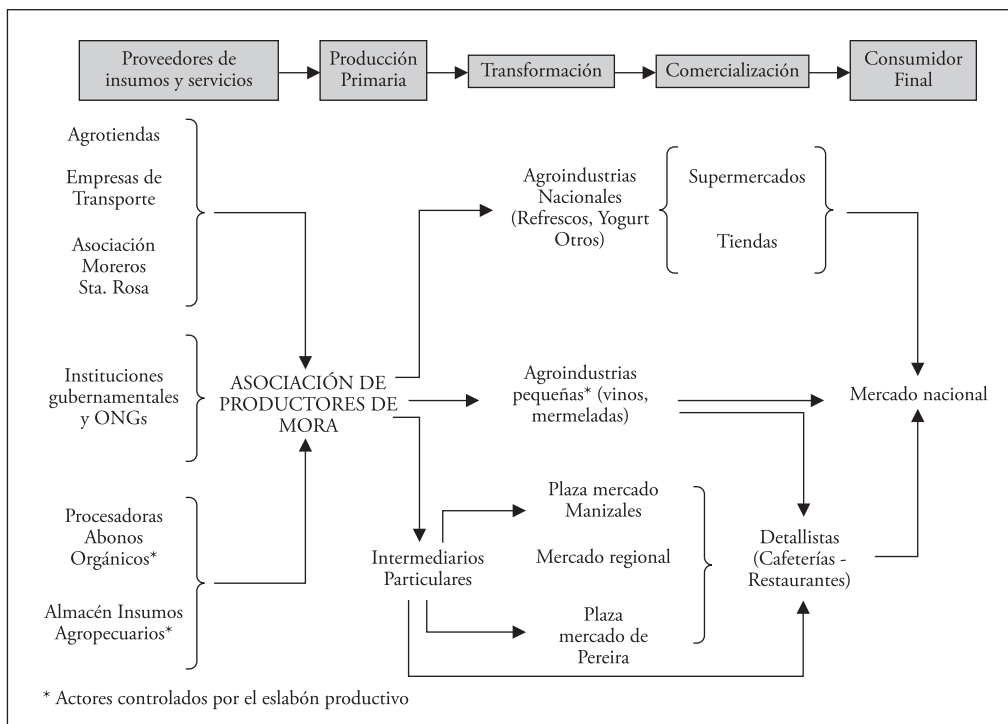 Proveedores de
insumos y servicios
Producción
Primaria
Transformación
Comercialización
Consumidor
Final
Agrotiendas
Empresas de
Transporte
Asociación
Moreros
Sta. Rosa
Instituciones
gubernamentales
y ONGs
Procesadoras
Abonos
Orgánicos*
Almacén Insumos
Agropecuarios*
ASOCIACIÓN DE
PRODUCTORES DE
MORA
Agroindustrias
Nacionales
(Refrescos, Yogurt
Otros)
Supermercados
Tiendas
Agroindustrias
pequeñas* (vinos,
mermeladas)
Mercado nacional
Intermediarios
Particulares
Plaza mercado
Manizales
Mercado regional
Plaza
mercado de
Pereira
Detallistas
(Cafeterías -
Restaurantes)
* Actores controlados por el eslabón productivo